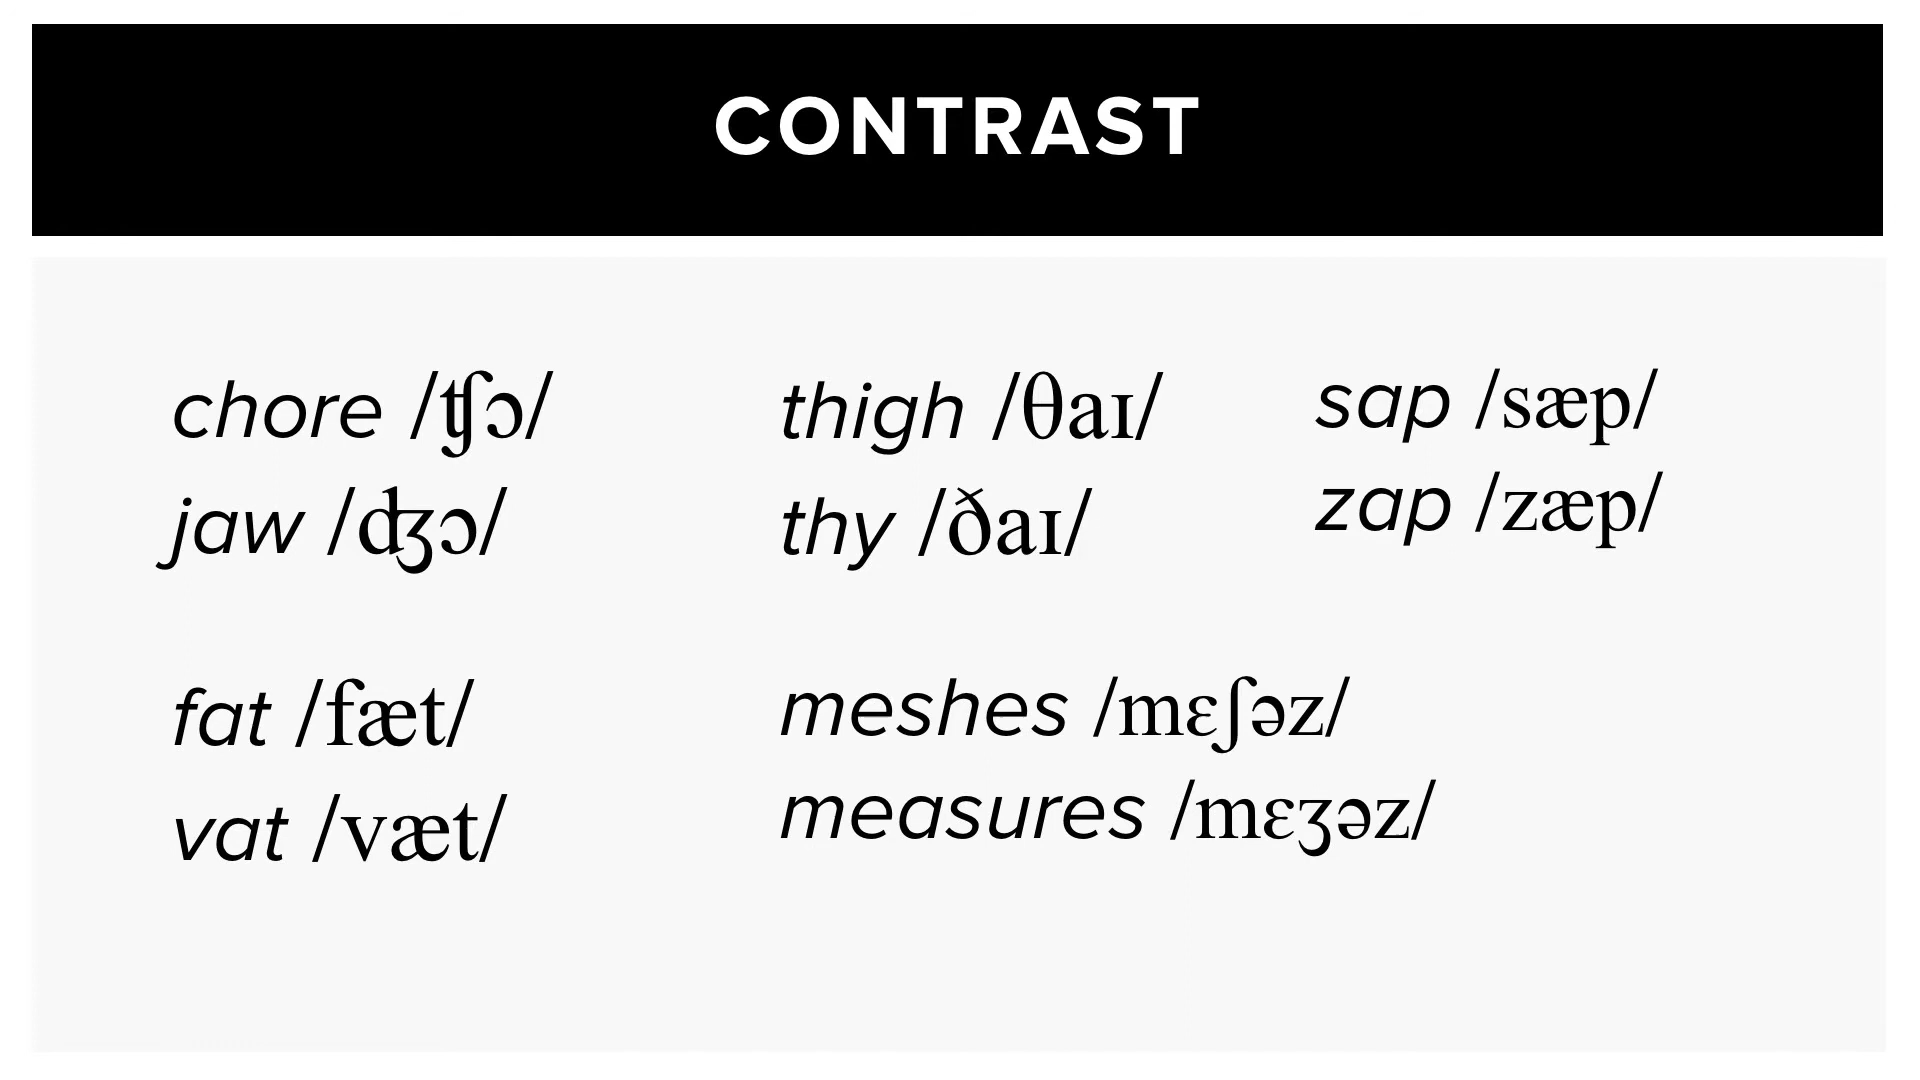 CONTRAST
chore /ʧɔ/
jaw /ʤɔ/
thigh /θaɪ/
thy /ðaɪ/
sap /sæp/
zap /zæp/
fat /fæt/
vat /væt/
meshes /mɛʃəz/
measures /mɛʒəz/